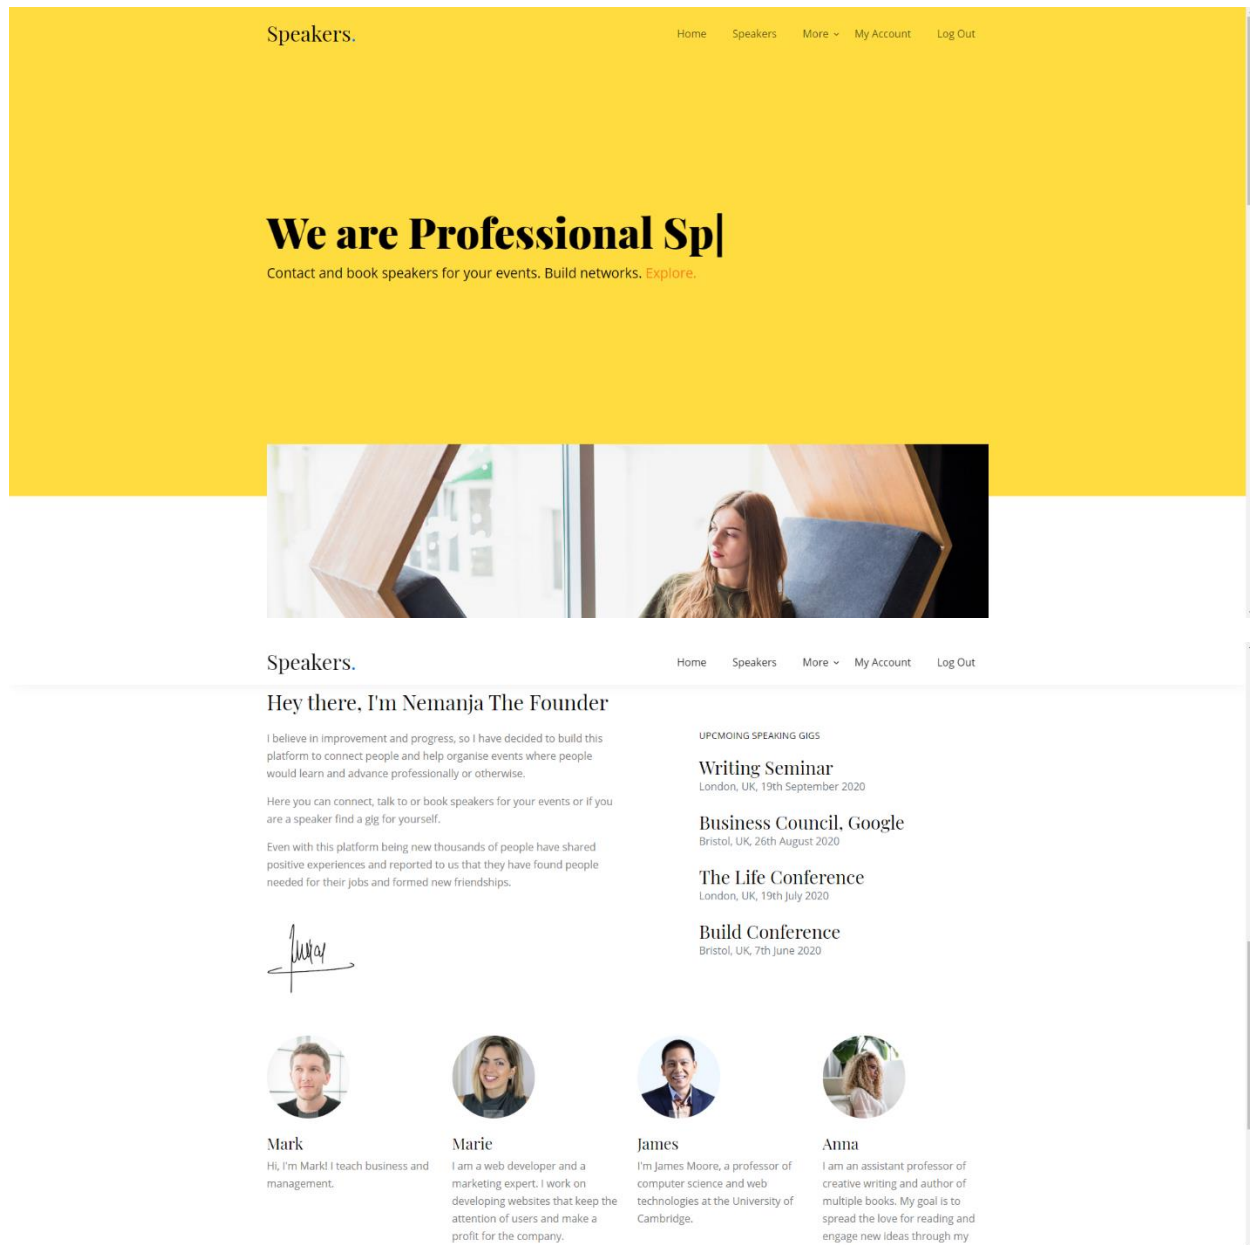 Speakers.
Home Speakers More My Account Log Out
We are Professional Sp|
Contact and book speakers for your events. Build networks. Explore.
Speakers.
Home Speakers More My Account Log Out
Hey there, I'm Nemanja The Founder
I believe in improvement and progress, so I have decided to build this
platform to connect people and help organise events where people
would learn and advance professionally or otherwise.
Here you can connect, talk to or book speakers for your events or if you
are a speaker find a gig for yourself.
Even with this platform being new thousands of people have shared
positive experiences and reported to us that they have found people
needed for their jobs and formed new friendships.
UPCMOING SPEAKING GIGS
Writing Seminar
London, UK, 19th September 2020
Business Council, Google
Bristol, UK, 26th August 2020
The Life Conference
London, UK, 19th July 2020
Build Conference
Bristol, UK, 7th June 2020
Mark
Hi, I'm Mark! I teach business and
management.
Marie
I am a web developer and a
marketing expert. I work on
developing websites that keep the
attention of users and make a
profit for the company.
James
I'm James Moore, a professor of
computer science and web
technologies at the University of
Cambridge.
Anna
I am an assistant professor of
creative writing and author of
multiple books. My goal is to
spread the love for reading and
engage new ideas through my